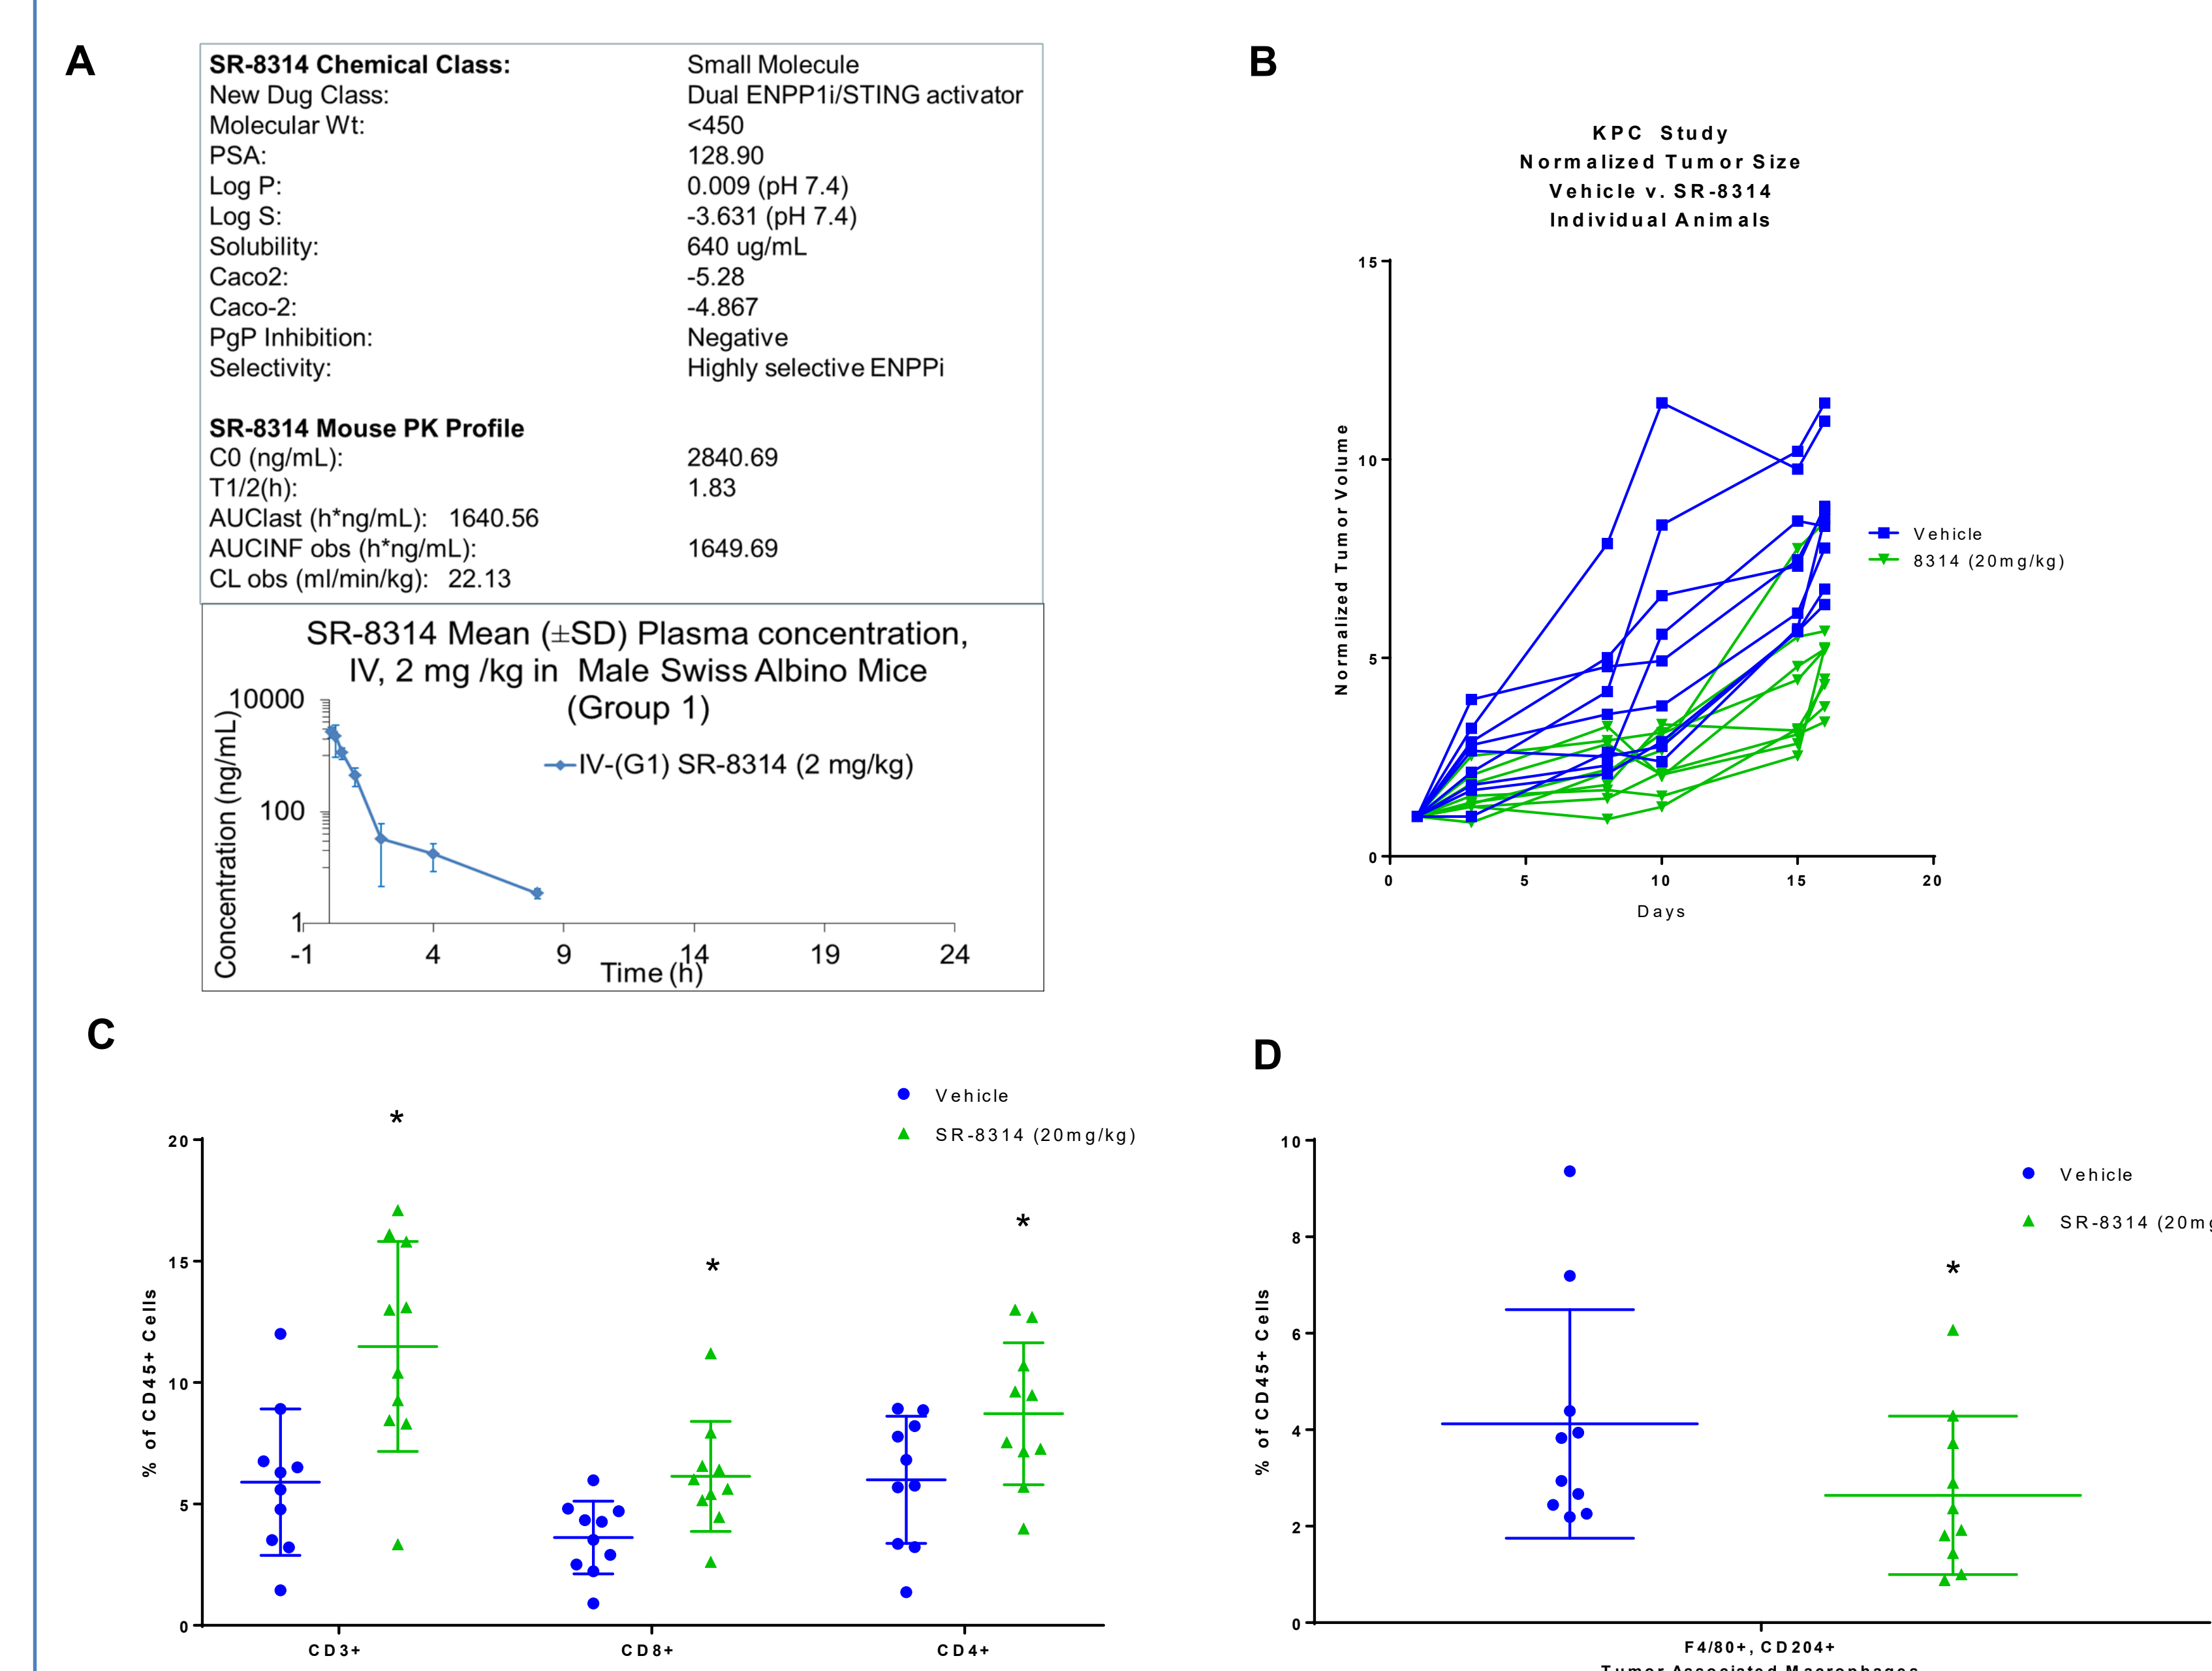 A
SR-8314 Chemical Class: Small Molecule
New Dug Class: Dual ENPP1i/STING activator
Molecular Wt: <450
PSA: 128.90
Log P: 0.009 (pH 7.4)
Log S: -3.631 (pH 7.4)
Solubility: 640 ug/mL
Caco2: -5.28
Caco-2: -4.867
PgP Inhibition: Negative
Selectivity: Highly selective ENPPi
SR-8314 Mouse PK Profile
C0 (ng/mL): 2840.69
T1/2(h): 1.83
AUClast (h*ng/mL): 1640.56
AUCINF obs (h*ng/mL): 1649.69
CL obs (ml/min/kg): 22.13
SR-8314 Mean (±SD) Plasma concentration,
IV, 2 mg /kg in Male Swiss Albino Mice
(Group 1)
IV-(G1) SR-8314 (2 mg/kg)
Concentration (ng/mL)
10000
100
1
-1 4 9 14 19 24
Time (h)
B
KPC Study
Normalized Tumor Size
Vehicle v. SR-8314
Individual Animals
Normalized Tumor Volume
15
10
5
0
0 5 10 15 20
Days
Vehicle
8314 (20mg/kg)
C
Vehicle
SR-8314 (20mg/kg)
% of CD45+ Cells
20
15
10
5
0
*
*
*
CD3+ CD8+ CD4+
D
Vehicle
SR-8314 (20mg
% of CD45+ Cells
10
8
6
4
2
0
*
F4/80+, CD204+
Tumor Associated Macrophages